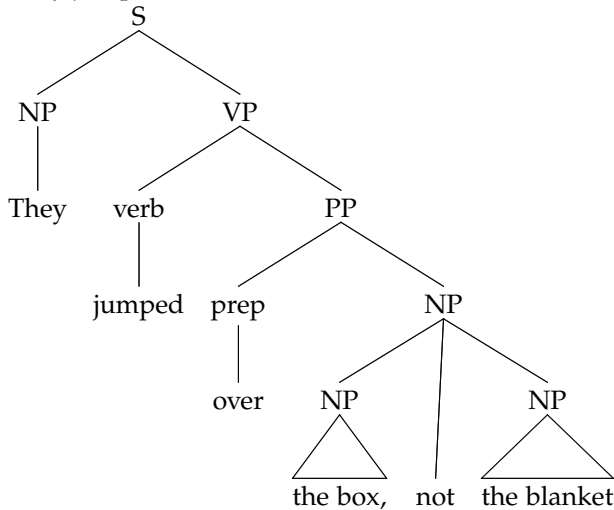 S
NP VP
They verb PP
jumped prep NP
over NP NP
the box, not the blanket